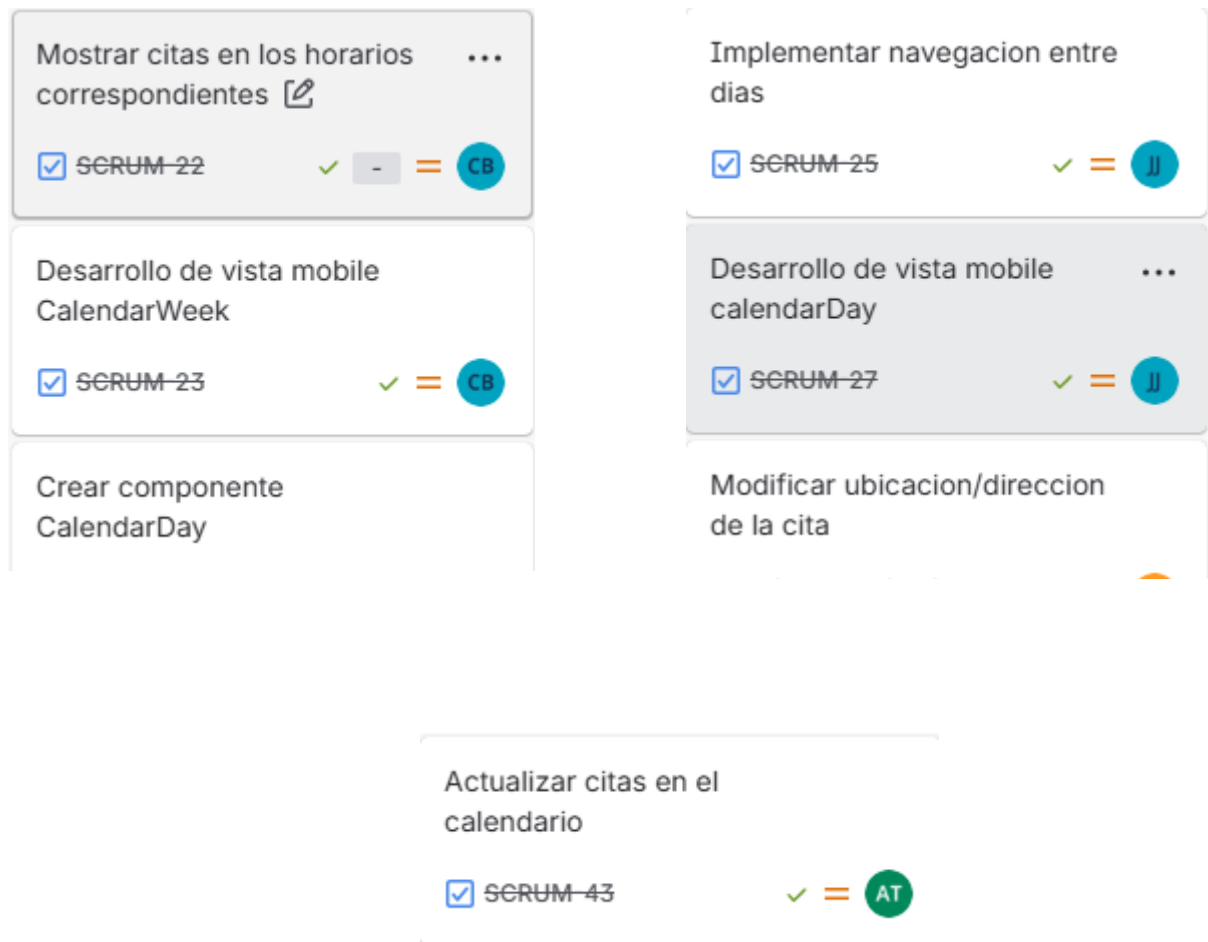 Mostrar citas en los horarios
correspondientes
SCRUM-22
-
CB
Desarrollo de vista mobile
CalendarWeek
SCRUM-23
CB
Crear componente
CalendarDay
Implementar navegacion entre
dias
SCRUM-25
JJ
Desarrollo de vista mobile
calendarDay
SCRUM-27
JJ
Modificar ubicacion/direccion
de la cita
Actualizar citas en el
calendario
SCRUM-43
AT